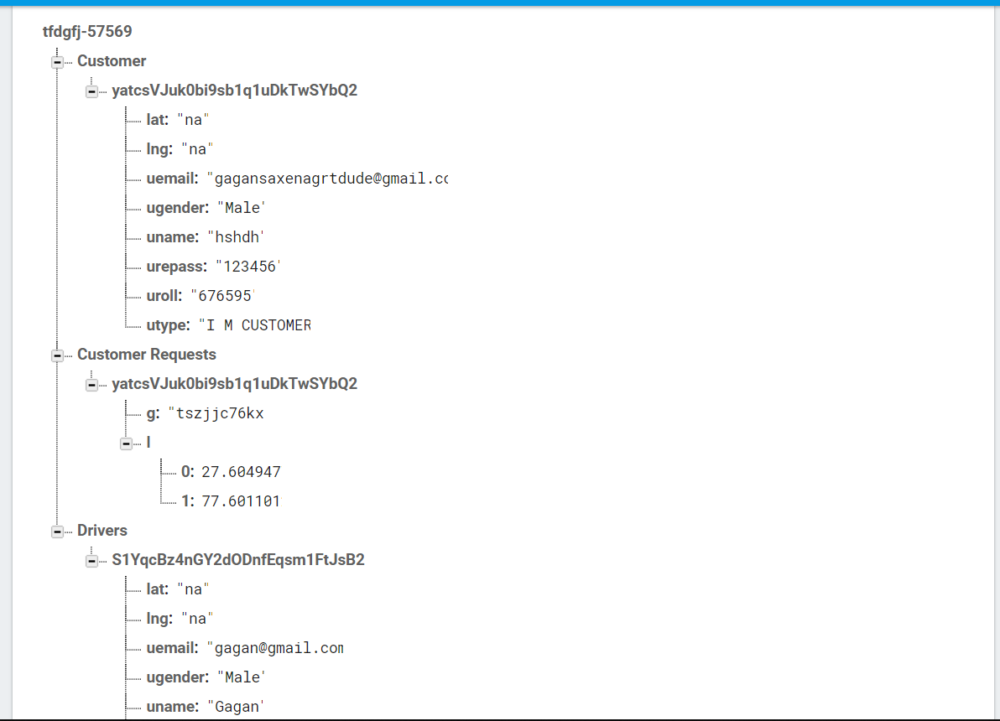 tfdgfj-57569
Customer
yatcsVJuk0bi9sb1q1uDkTwSYbQ2
lat: "na"
lng: "na"
uemail: "gagansaxenagrtdude@gmail.co
ugender: "Male"
uname: "hshdh"
urepass: "123456"
uroll: "676595"
utype: "I M CUSTOMER
Customer Requests
yatcsVJuk0bi9sb1q1uDkTwSYbQ2
g: "tszjjc76kx
l
0: 27.604947
1: 77.601101
Drivers
S1YqcBz4nGY2dODnfEqsm1FtJsB2
lat: "na"
lng: "na"
uemail: "gagan@gmail.com
ugender: "Male"
uname: "Gagan"